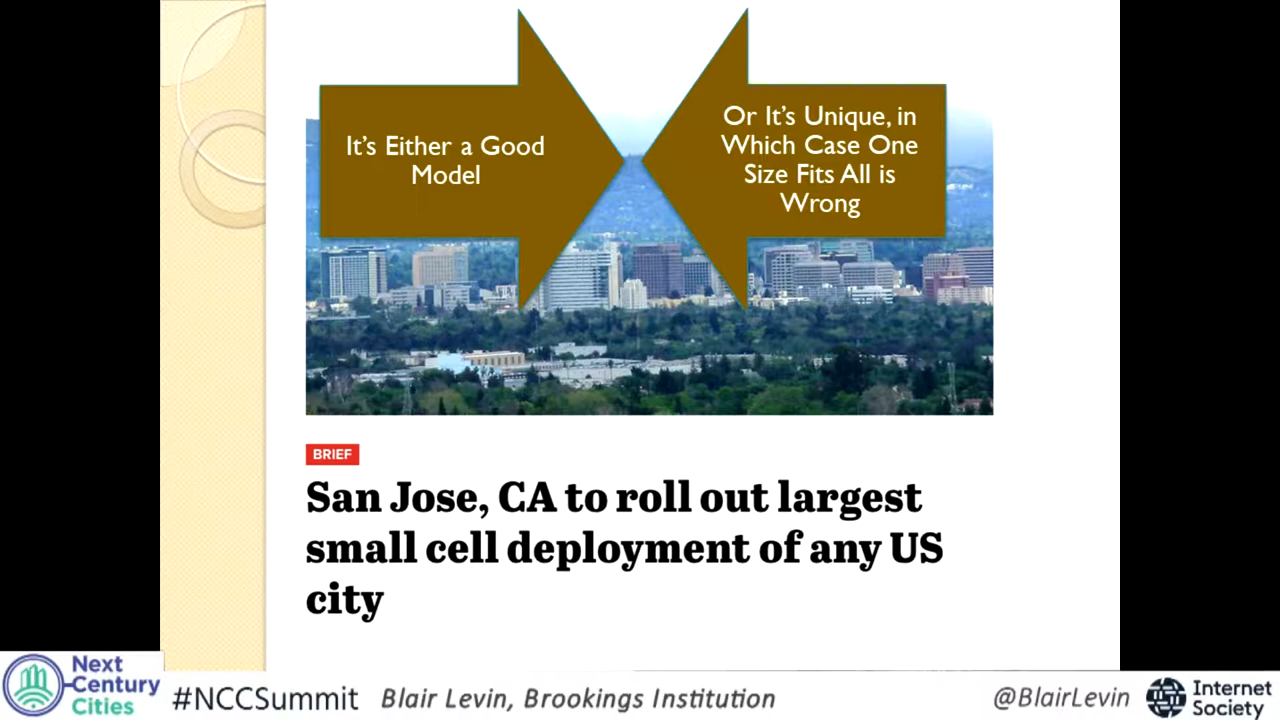 It's Either a Good
Model
Or It's Unique, in
Which Case One
Size Fits All is
Wrong
BRIEF
San Jose, CA to roll out largest
small cell deployment of any US
city
Next
Century
Cities
#NCCSummit
Blair Levin, Brookings Institution
@BlairLevin
Internet
Society